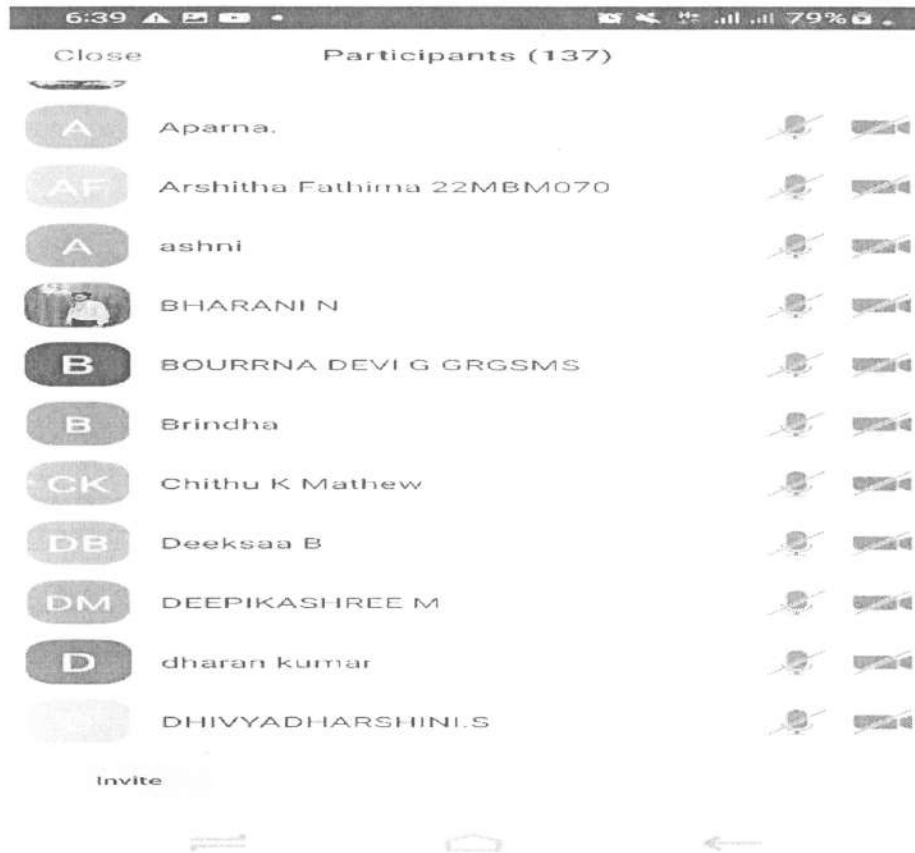 6:39 79%
Close Participants (137)
A Aparna.
AF Arshitha Fathima 22MBM070
A ashni
BHARANI N
B BOURRNA DEVI G GRGSMS
B Brindha
CK Chithu K Mathew
DB Deeksaa B
DM DEEPIKASHREE M
D dharan kumar
DHIVYADHARSHINI.S
Invite